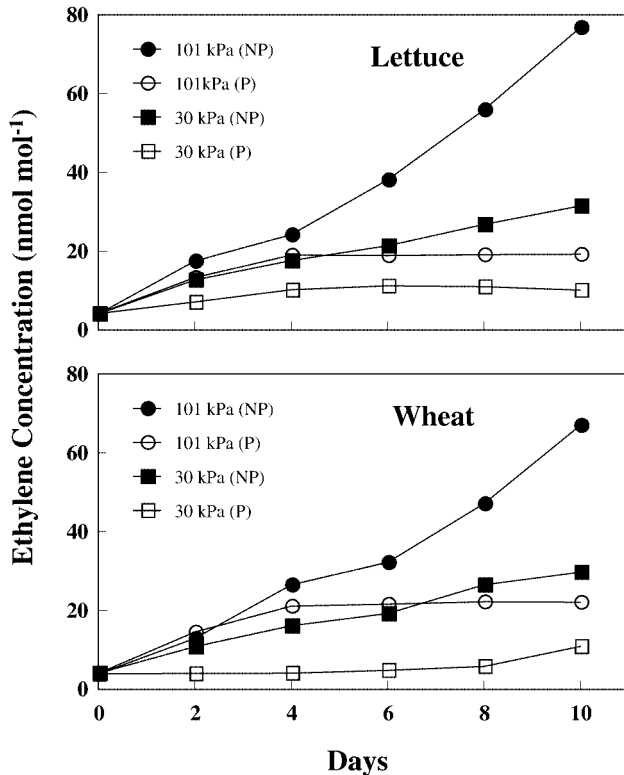 Ethylene Concentration (nmol mol-1)
80
60
40
20
0
Lettuce
101 kPa (NP)
101kPa (P)
30 kPa (NP)
30 kPa (P)
80
60
40
20
0
Wheat
101 kPa (NP)
101 kPa (P)
30 kPa (NP)
30 kPa (P)
0 2 4 6 8 10
Days